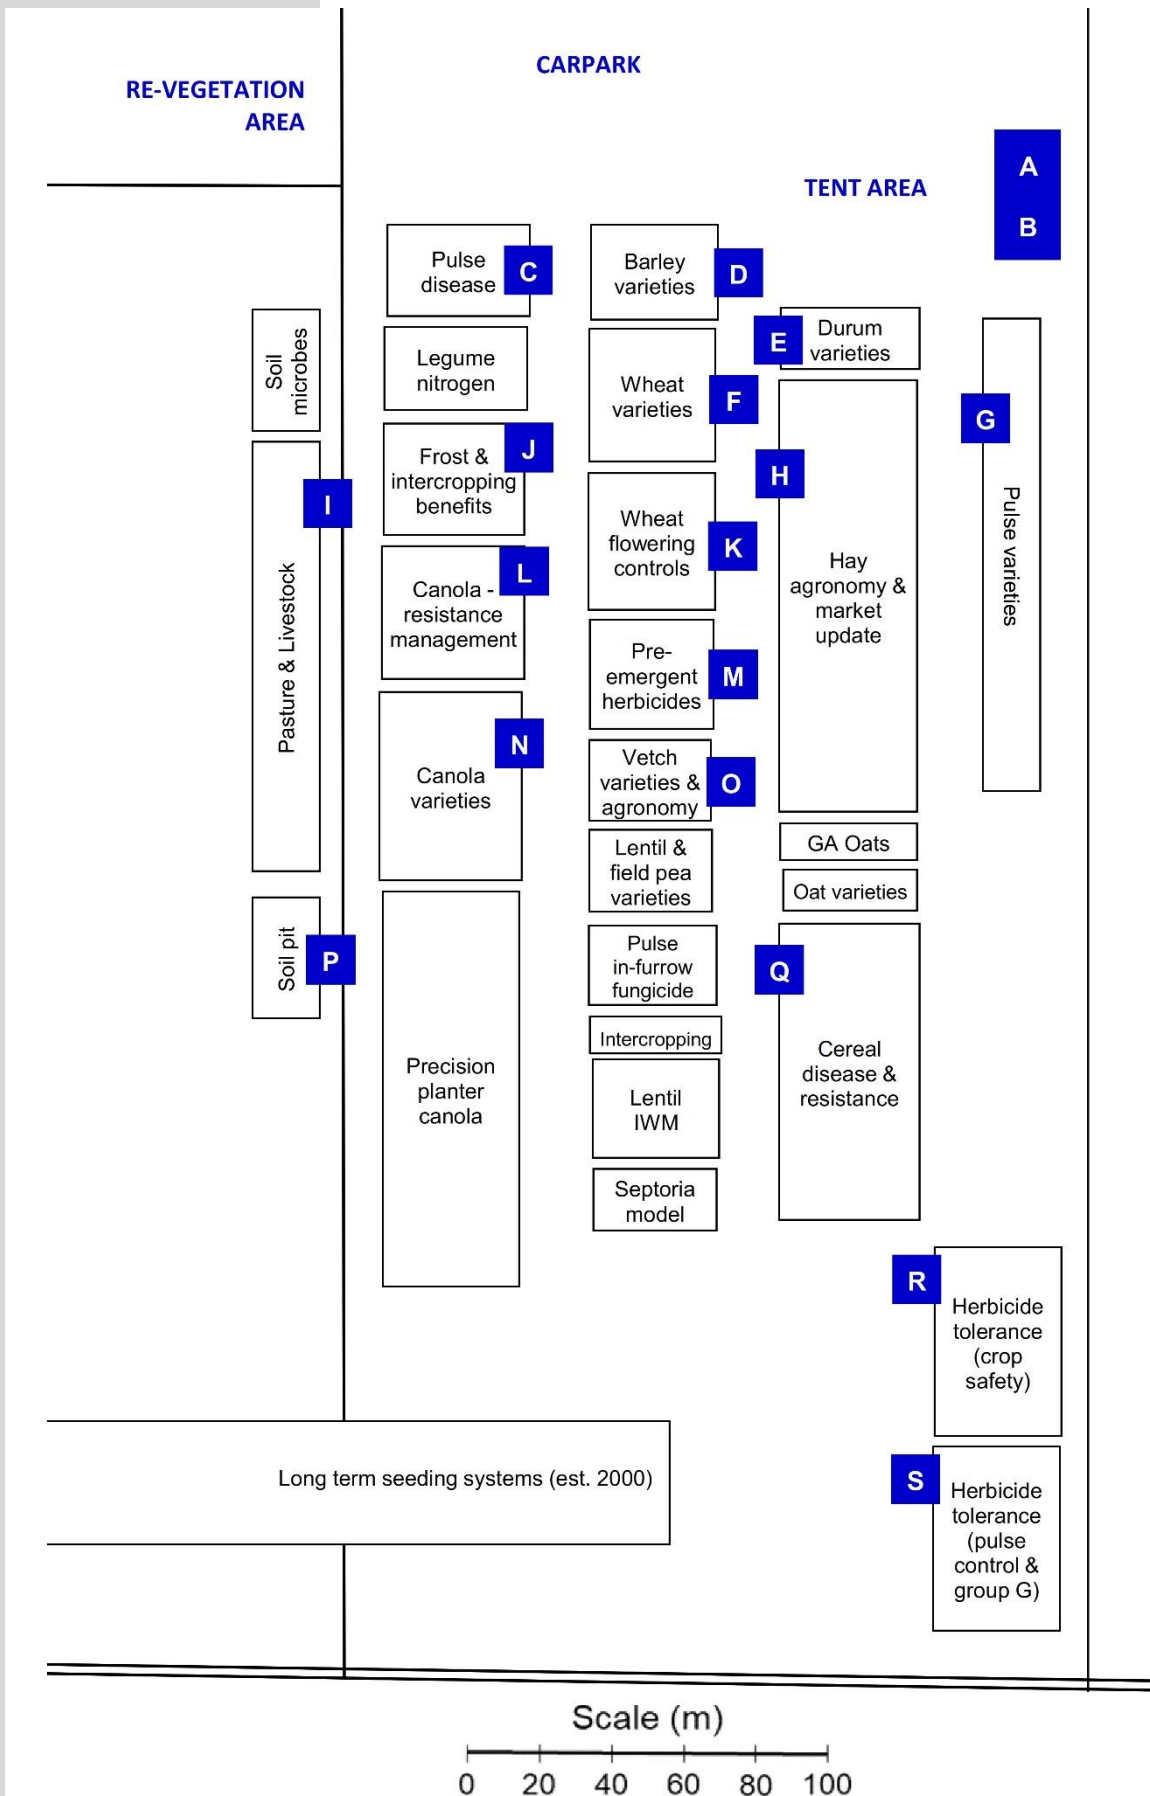 CARPARK
RE-VEGETATION
AREA
TENT AREA
A
B
Pulse
disease
C
Barley
varieties
D
Soil
microbes
Legume
nitrogen
Wheat
varieties
F
E
Durum
varieties
G
Pulse varieties
I
Pasture & Livestock
J
Frost &
intercropping
benefits
Wheat
flowering
controls
K
H
Hay
agronomy &
market
update
L
Canola -
resistance
management
Pre-
emergent
herbicides
M
N
Canola
varieties
Vetch
varieties &
agronomy
O
Lentil &
field pea
varieties
GA Oats
Oat varieties
Soil pit
P
Precision
planter
canola
Pulse
in-furrow
fungicide
Intercropping
Lentil
IWM
Septoria
model
Q
Cereal
disease &
resistance
R
Herbicide
tolerance
(crop
safety)
Long term seeding systems (est. 2000)
S
Herbicide
tolerance
(pulse
control &
group G)
Scale (m)
0 20 40 60 80 100